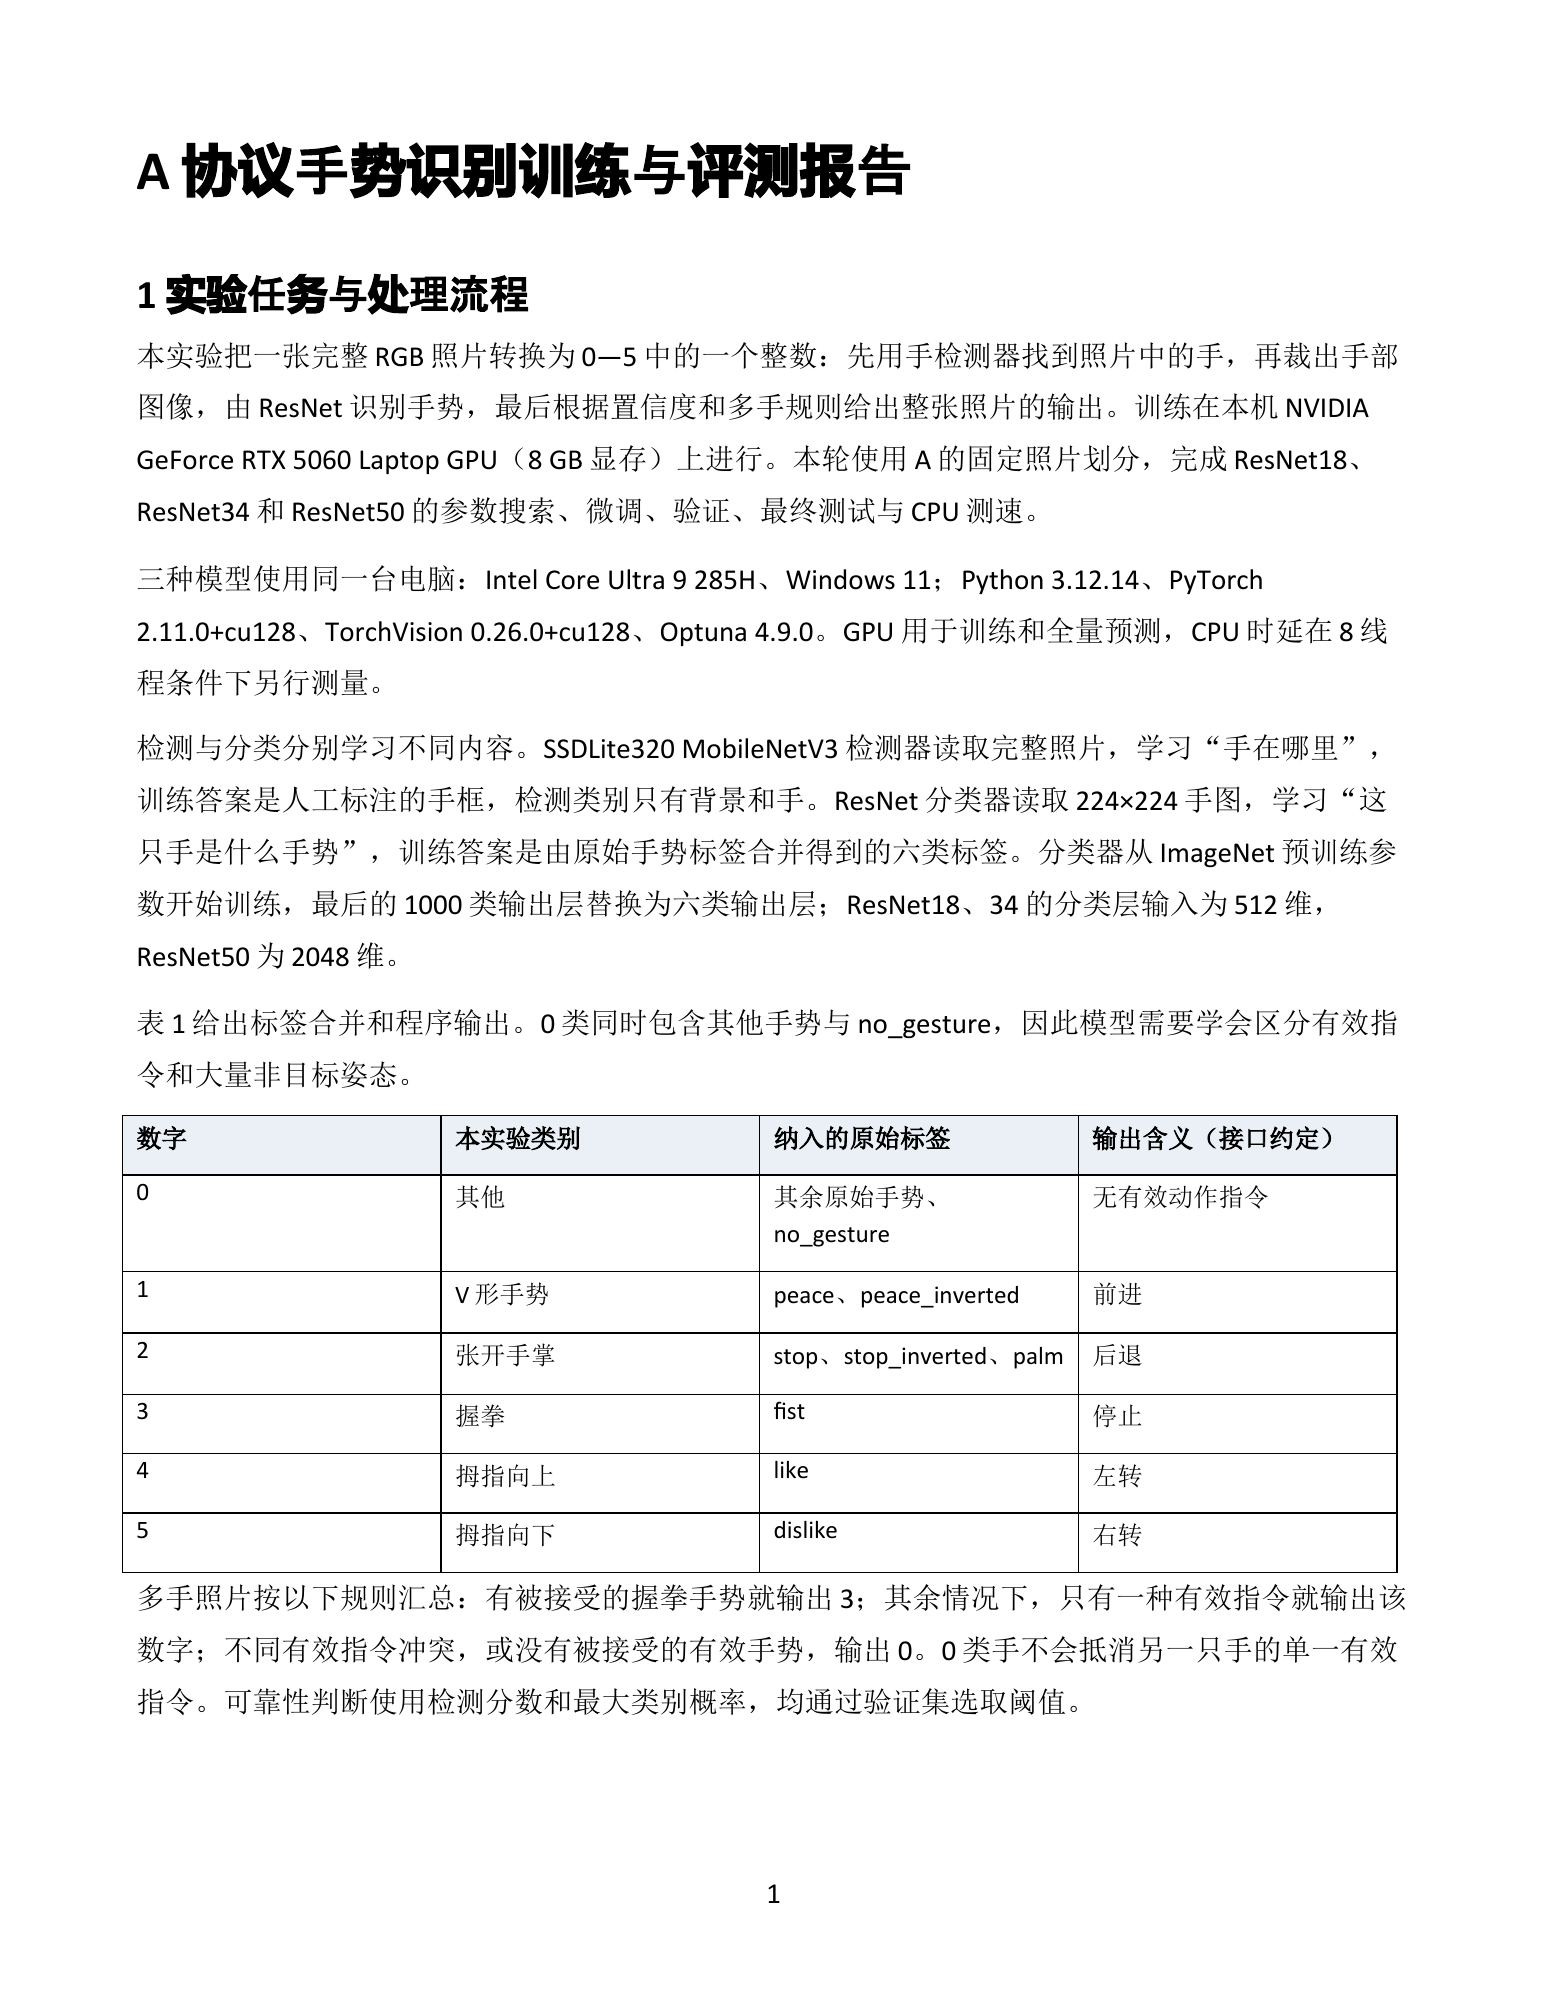 A 协议手势识别训练与评测报告
1 实验任务与处理流程
本实验把一张完整 RGB 照片转换为 0—5 中的一个整数：先用手检测器找到照片中的手，再裁出手部
图像，由 ResNet 识别手势，最后根据置信度和多手规则给出整张照片的输出。训练在本机 NVIDIA
GeForce RTX 5060 Laptop GPU（8 GB 显存）上进行。本轮使用 A 的固定照片划分，完成 ResNet18、
ResNet34 和 ResNet50 的参数搜索、微调、验证、最终测试与 CPU 测速。
三种模型使用同一台电脑：Intel Core Ultra 9 285H、Windows 11；Python 3.12.14、PyTorch
2.11.0+cu128、TorchVision 0.26.0+cu128、Optuna 4.9.0。GPU 用于训练和全量预测，CPU 时延在 8 线
程条件下另行测量。
检测与分类分别学习不同内容。SSDLite320 MobileNetV3 检测器读取完整照片，学习“手在哪里”，
训练答案是人工标注的手框，检测类别只有背景和手。ResNet 分类器读取 224×224 手图，学习“这
只手是什么手势”，训练答案是由原始手势标签合并得到的六类标签。分类器从 ImageNet 预训练参
数开始训练，最后的 1000 类输出层替换为六类输出层；ResNet18、34 的分类层输入为 512 维，
ResNet50 为 2048 维。
表 1 给出标签合并和程序输出。0 类同时包含其他手势与 no_gesture，因此模型需要学会区分有效指
令和大量非目标姿态。
数字 本实验类别 纳入的原始标签 输出含义（接口约定）
0 其他 其余原始手势、 无有效动作指令
no_gesture
1 V 形手势 peace、peace_inverted 前进
2 张开手掌 stop、stop_inverted、palm 后退
3 握拳 fist 停止
4 拇指向上 like 左转
5 拇指向下 dislike 右转
多手照片按以下规则汇总：有被接受的握拳手势就输出 3；其余情况下，只有一种有效指令就输出该
数字；不同有效指令冲突，或没有被接受的有效手势，输出 0。0 类手不会抵消另一只手的单一有效
指令。可靠性判断使用检测分数和最大类别概率，均通过验证集选取阈值。
1